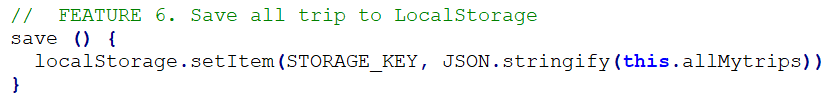 //  FEATURE 6. Save all trip to LocalStorage
save () {
  localStorage.setItem(STORAGE_KEY, JSON.stringify(this.allMytrips))
}